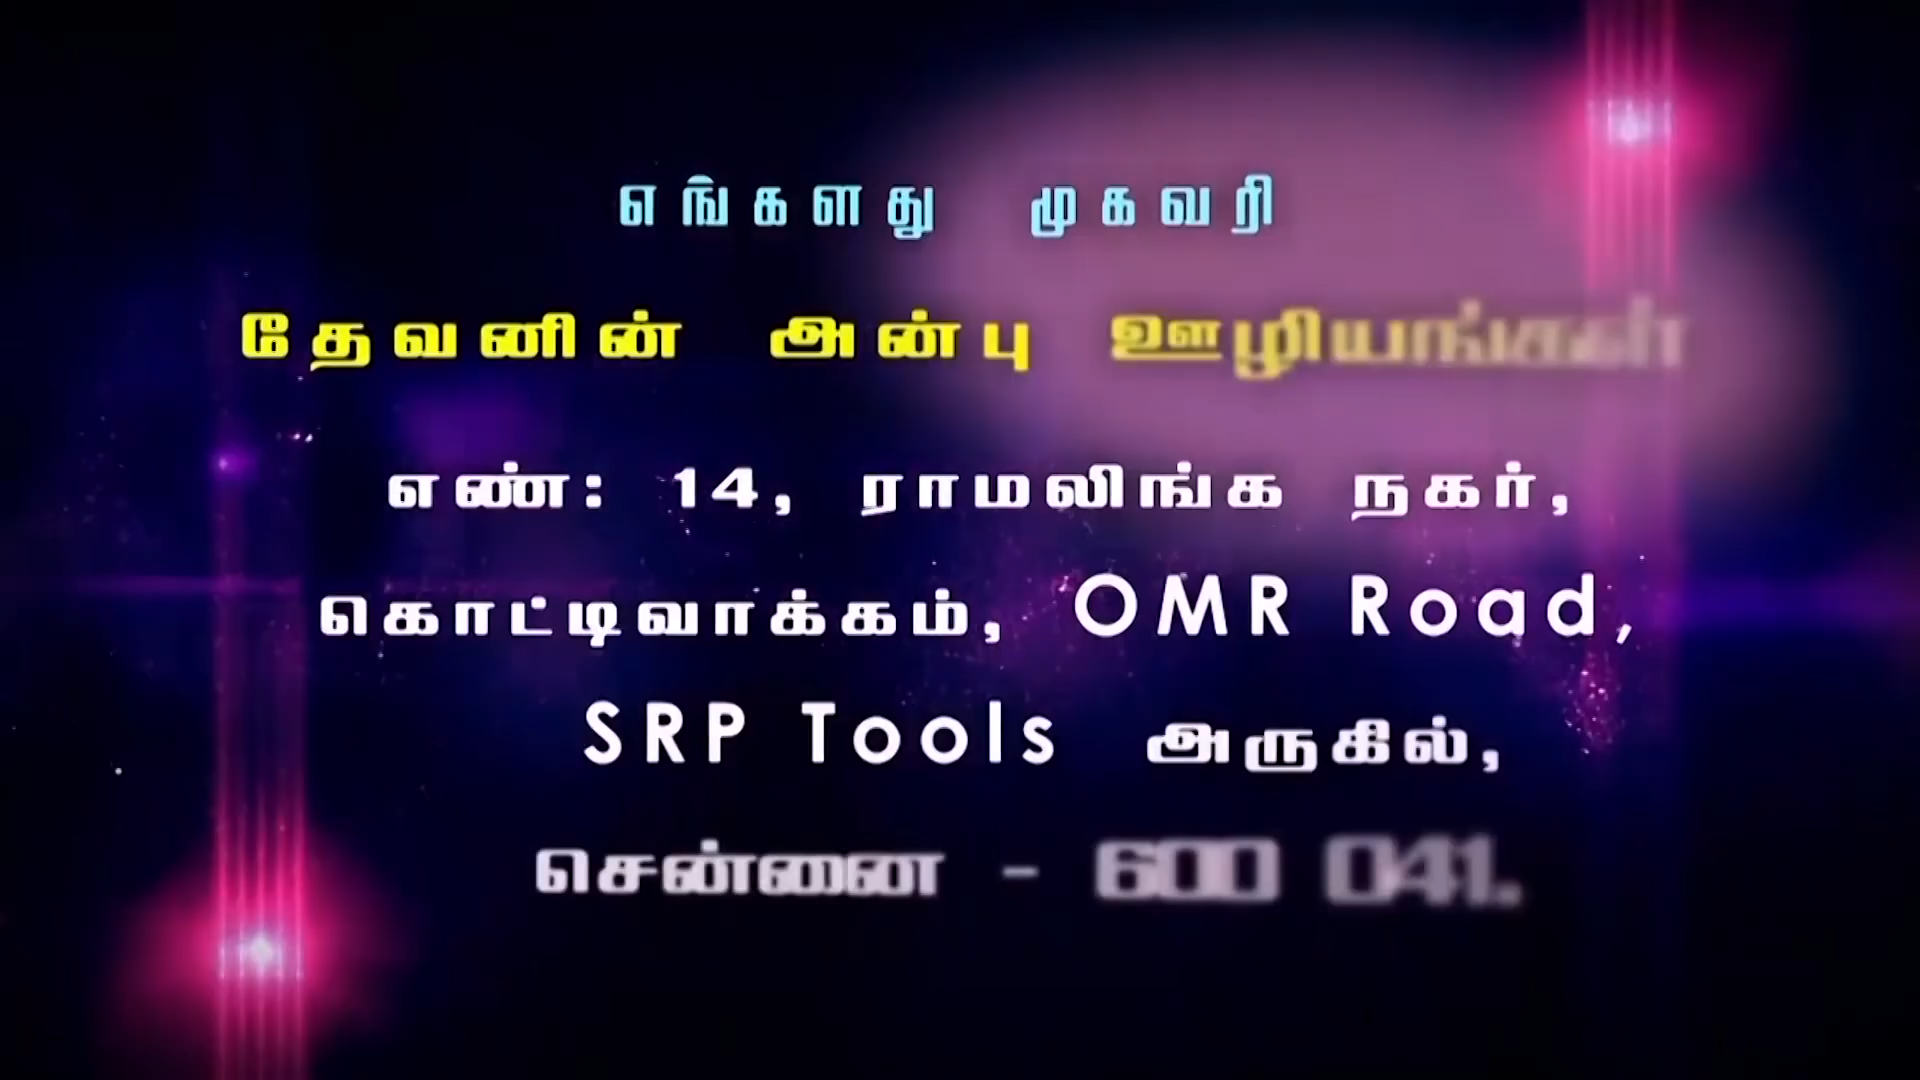 எங்களது முகவரி
தேவனின் அன்பு ஊழியங்கள்
எண்: 14, ராமலிங்க நகர்,
கொட்டிவாக்கம், OMR Road,
SRP Tools அருகில்,
சென்னை - 600 041.